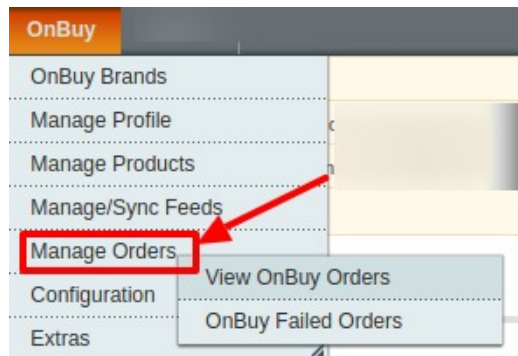 OnBuy
OnBuy Brands
Manage Profile
Manage Products
Manage/Sync Feeds
Manage Orders
View OnBuy Orders
Configuration
OnBuy Failed Orders
Extras